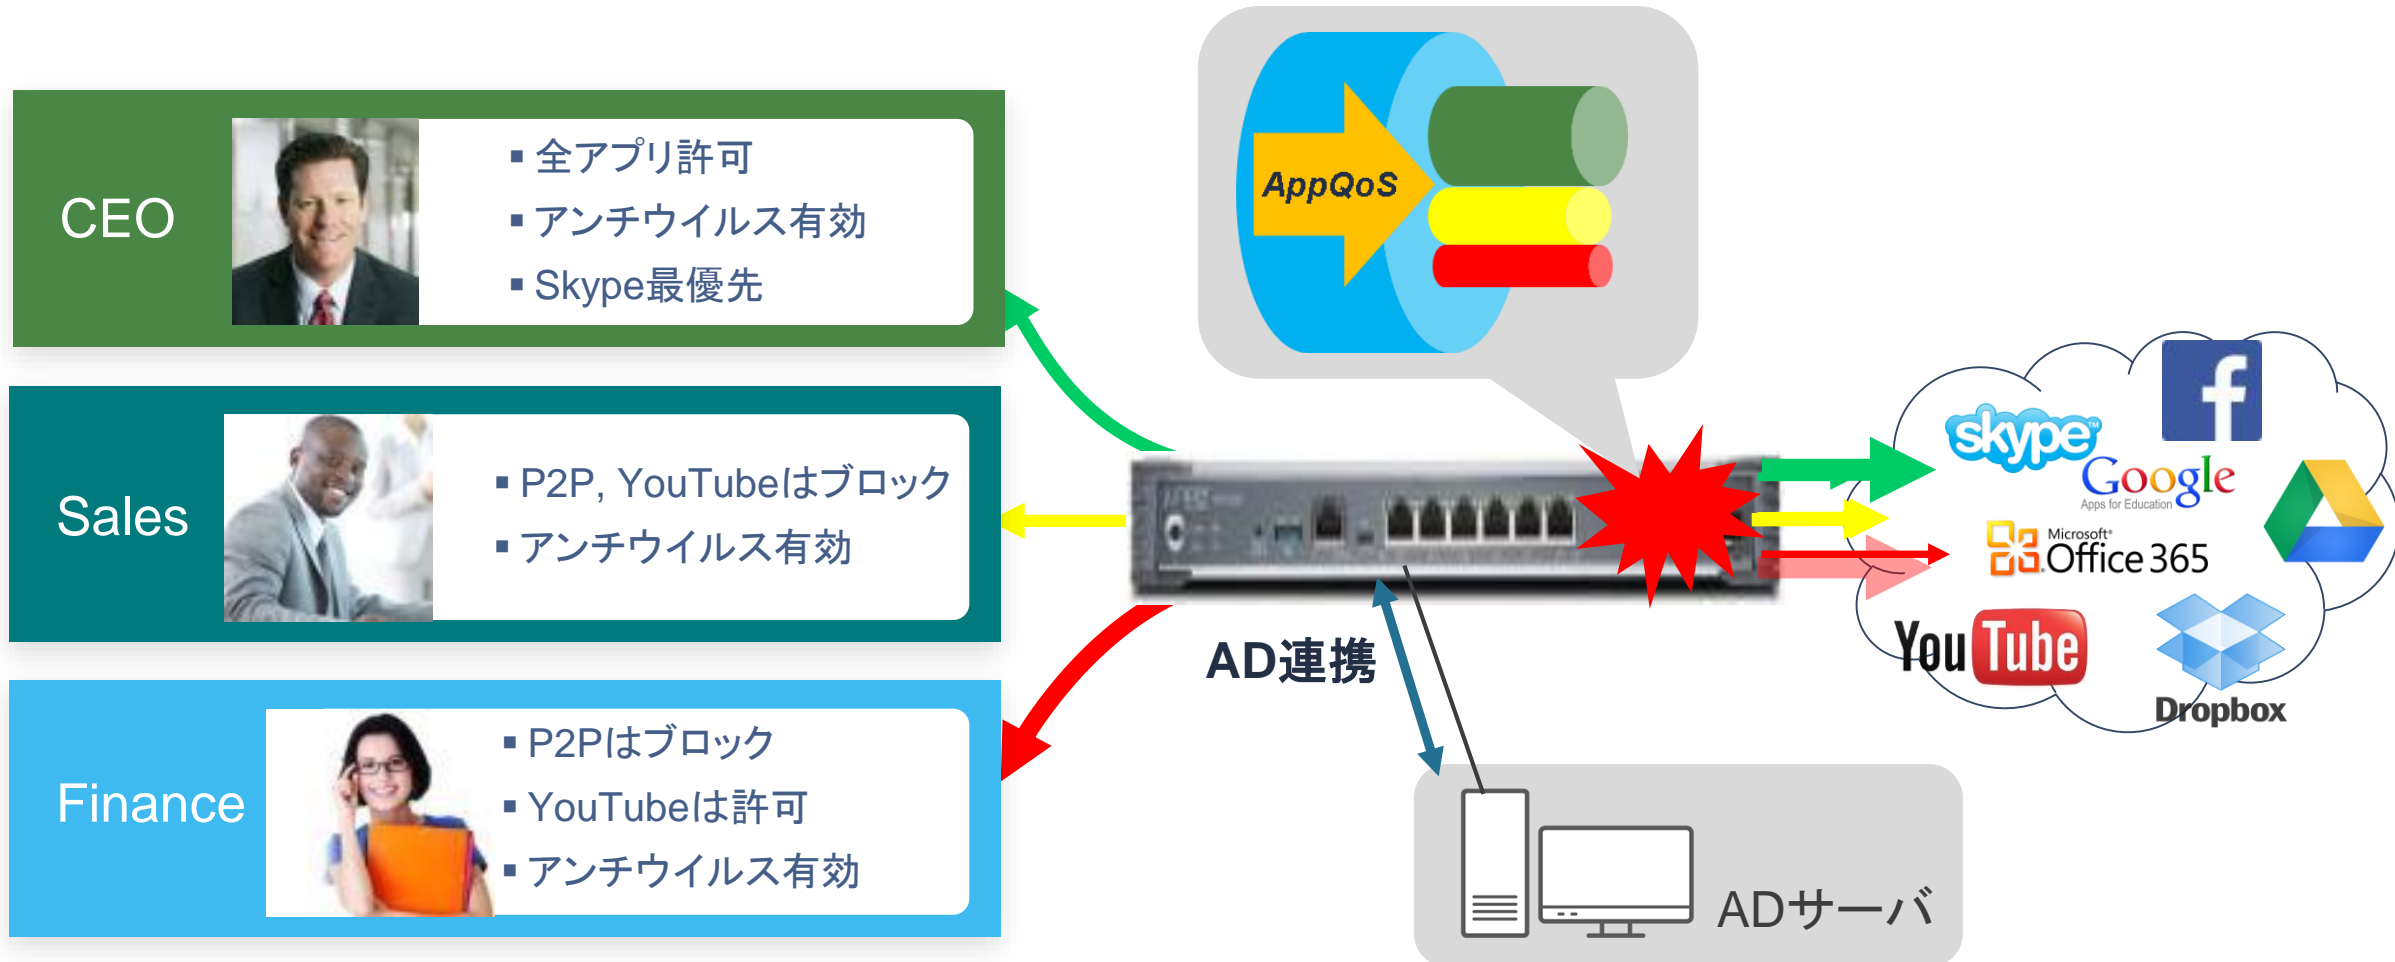 CEO
▪ 全アプリ許可
▪ アンチウイルス有効
▪ Skype最優先
Sales
▪ P2P, YouTubeはブロック
▪ アンチウイルス有効
Finance
▪ P2Pはブロック
▪ YouTubeは許可
▪ アンチウイルス有効
AppQoS
AD連携
ADサーバ
skype™
f
Google
Apps for Education
Microsoft®
Office 365
YouTube
Dropbox